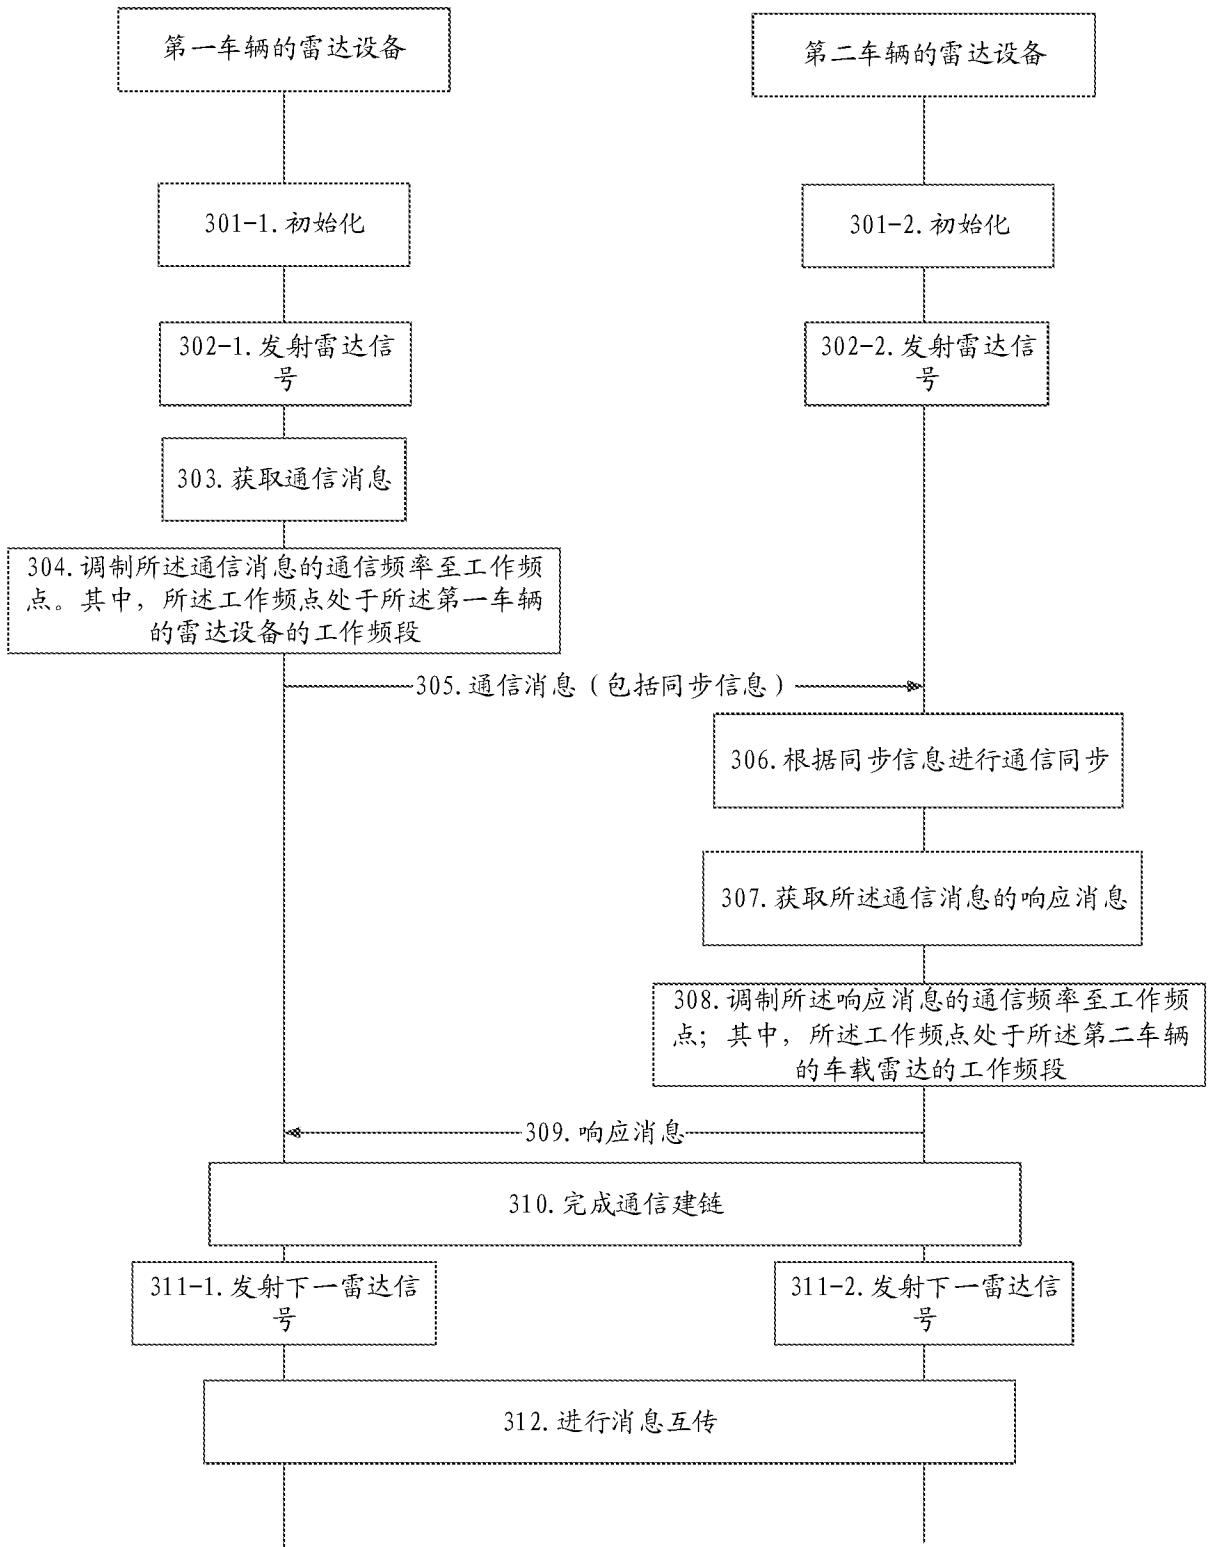 第一车辆的雷达设备
第二车辆的雷达设备
301-1.初始化
301-2.初始化
302-1.发射雷达信
号
302-2.发射雷达信
号
303.获取通信消息
304.调制所述通信消息的通信频率至工作频
点。其中，所述工作频点处于所述第一车辆
的雷达设备的工作频段
305.通信消息（包括同步信息）
306.根据同步信息进行通信同步
307.获取所述通信消息的响应消息
308.调制所述响应消息的通信频率至工作频
点；其中，所述工作频点处于所述第二车辆
的车载雷达的工作频段
309.响应消息
310.完成通信建链
311-1.发射下一雷达信
号
311-2.发射下一雷达信
号
312.进行消息互传